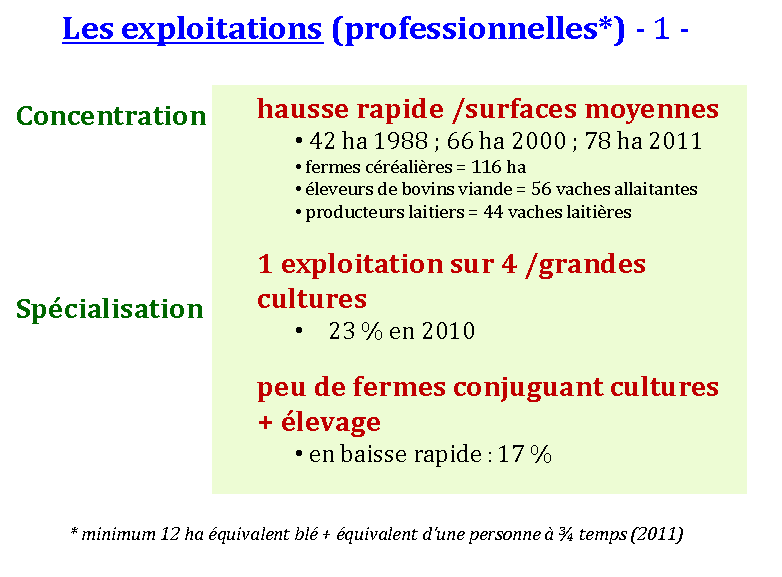 Les exploitations (professionnelles*) - 1 -
Concentration
hausse rapide /surfaces moyennes
• 42 ha 1988 ; 66 ha 2000 ; 78 ha 2011
• fermes céréalières = 116 ha
• éleveurs de bovins viande = 56 vaches allaitantes
• producteurs laitiers = 44 vaches laitières
Spécialisation
1 exploitation sur 4 /grandes
cultures
• 23 % en 2010
peu de fermes conjuguant cultures
+ élevage
• en baisse rapide : 17 %
* minimum 12 ha équivalent blé + équivalent d'une personne à ¾ temps (2011)